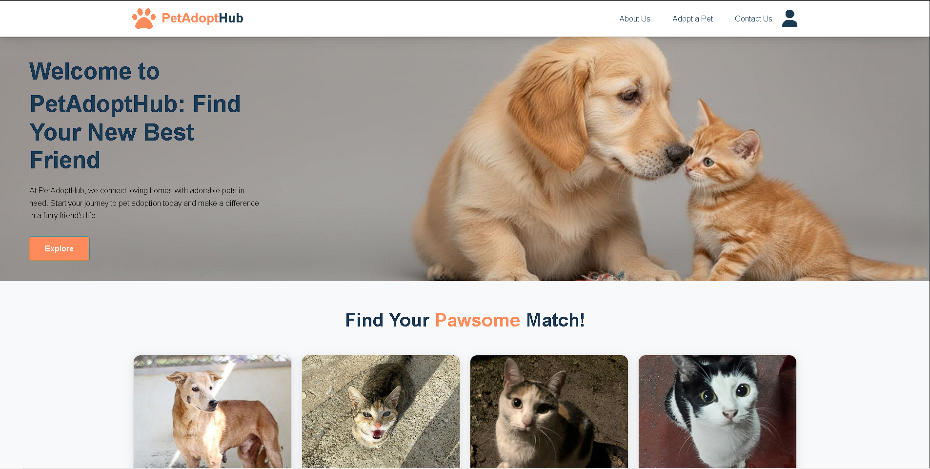 PetAdoptHub
About Us
Adopt a Pet
Contact Us
Welcome to
PetAdoptHub: Find
Your New Best
Friend
At PetAdoptHub, we connect loving homes with adorable pets in
need. Start your journey to pet adoption today and make a difference
in a furry friend's life.
Explore
Find Your Pawsome Match!